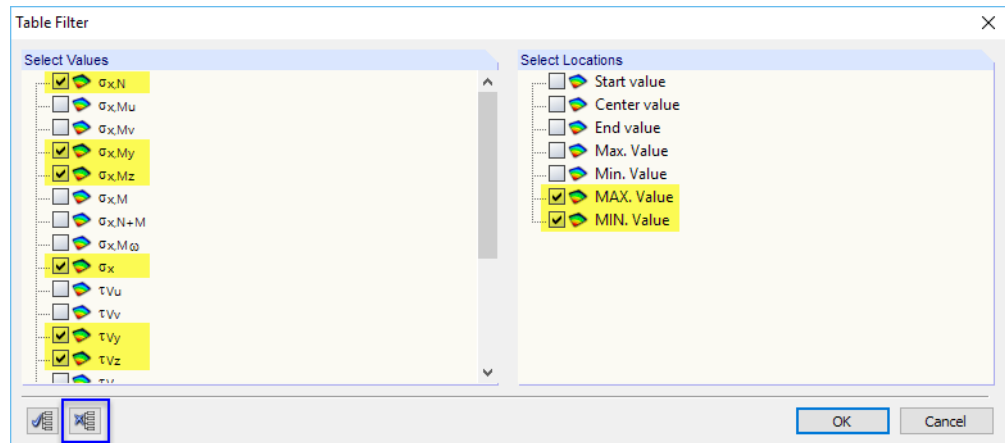 Table Filter
Select Values
σx,N
σx,Mu
σx,Mv
σx,My
σx,Mz
σx,M
σx,N+M
σx,Mω
σx
τVu
τVv
τVy
τVz
Select Locations
Start value
Center value
End value
Max. Value
Min. Value
MAX. Value
MIN. Value
OK
Cancel